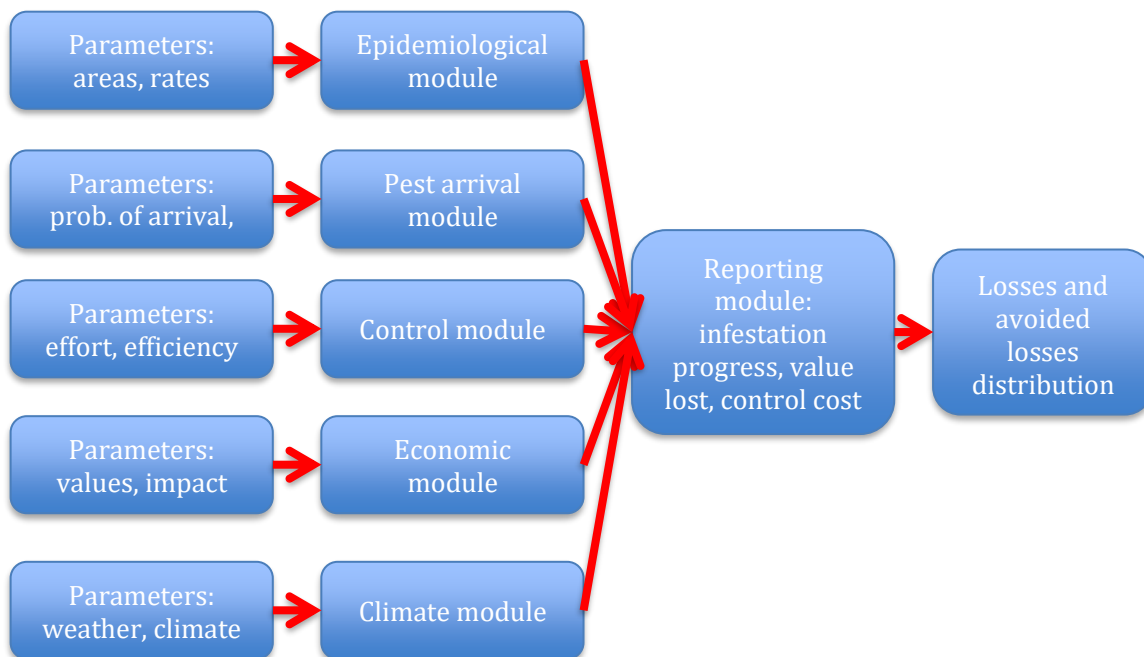 Parameters:
areas, rates
Epidemiological
module
Parameters:
prob. of arrival,
Pest arrival
module
Parameters:
effort, efficiency
Control module
Parameters:
values, impact
Economic
module
Parameters:
weather, climate
Climate module
Reporting
module:
infestation
progress, value
lost, control cost
Losses and
avoided
losses
distribution